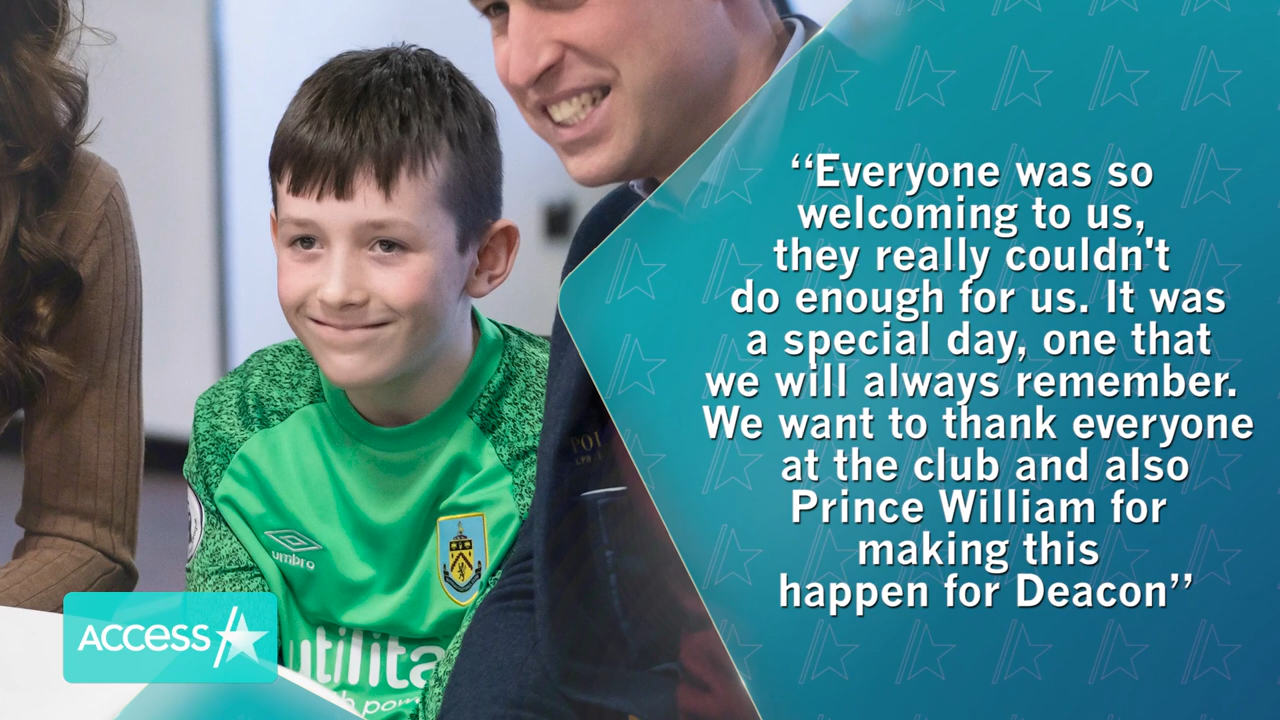 “Everyone was so
welcoming to us,
they really couldn't
do enough for us. It was
a special day, one that
we will always remember.
We want to thank everyone
at the club and also
Prince William for
making this
happen for Deacon”
umbro
utilita
ACCESS